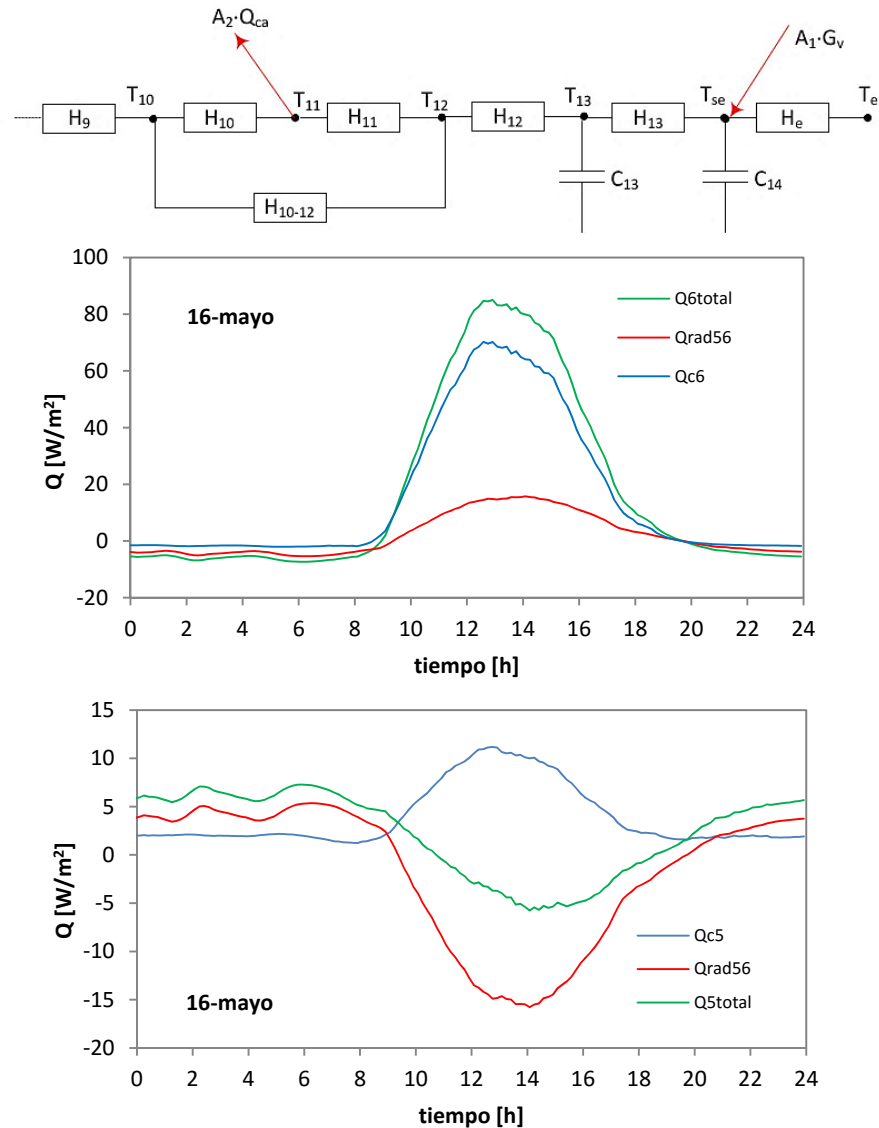 A2·Qca
A1·Gv
T10 T11 T12 T13 Tse Te
H9 H10 H11 H12 H13 He
C13 C14
H10-12
100
80
60
40
20
0
-20
Q [W/m²]
16-mayo
Q6total
Qrad56
Qc6
0 2 4 6 8 10 12 14 16 18 20 22 24
tiempo [h]
15
10
5
0
-5
-10
-15
-20
Q [W/m²]
Qc5
Qrad56
Q5total
16-mayo
0 2 4 6 8 10 12 14 16 18 20 22 24
tiempo [h]